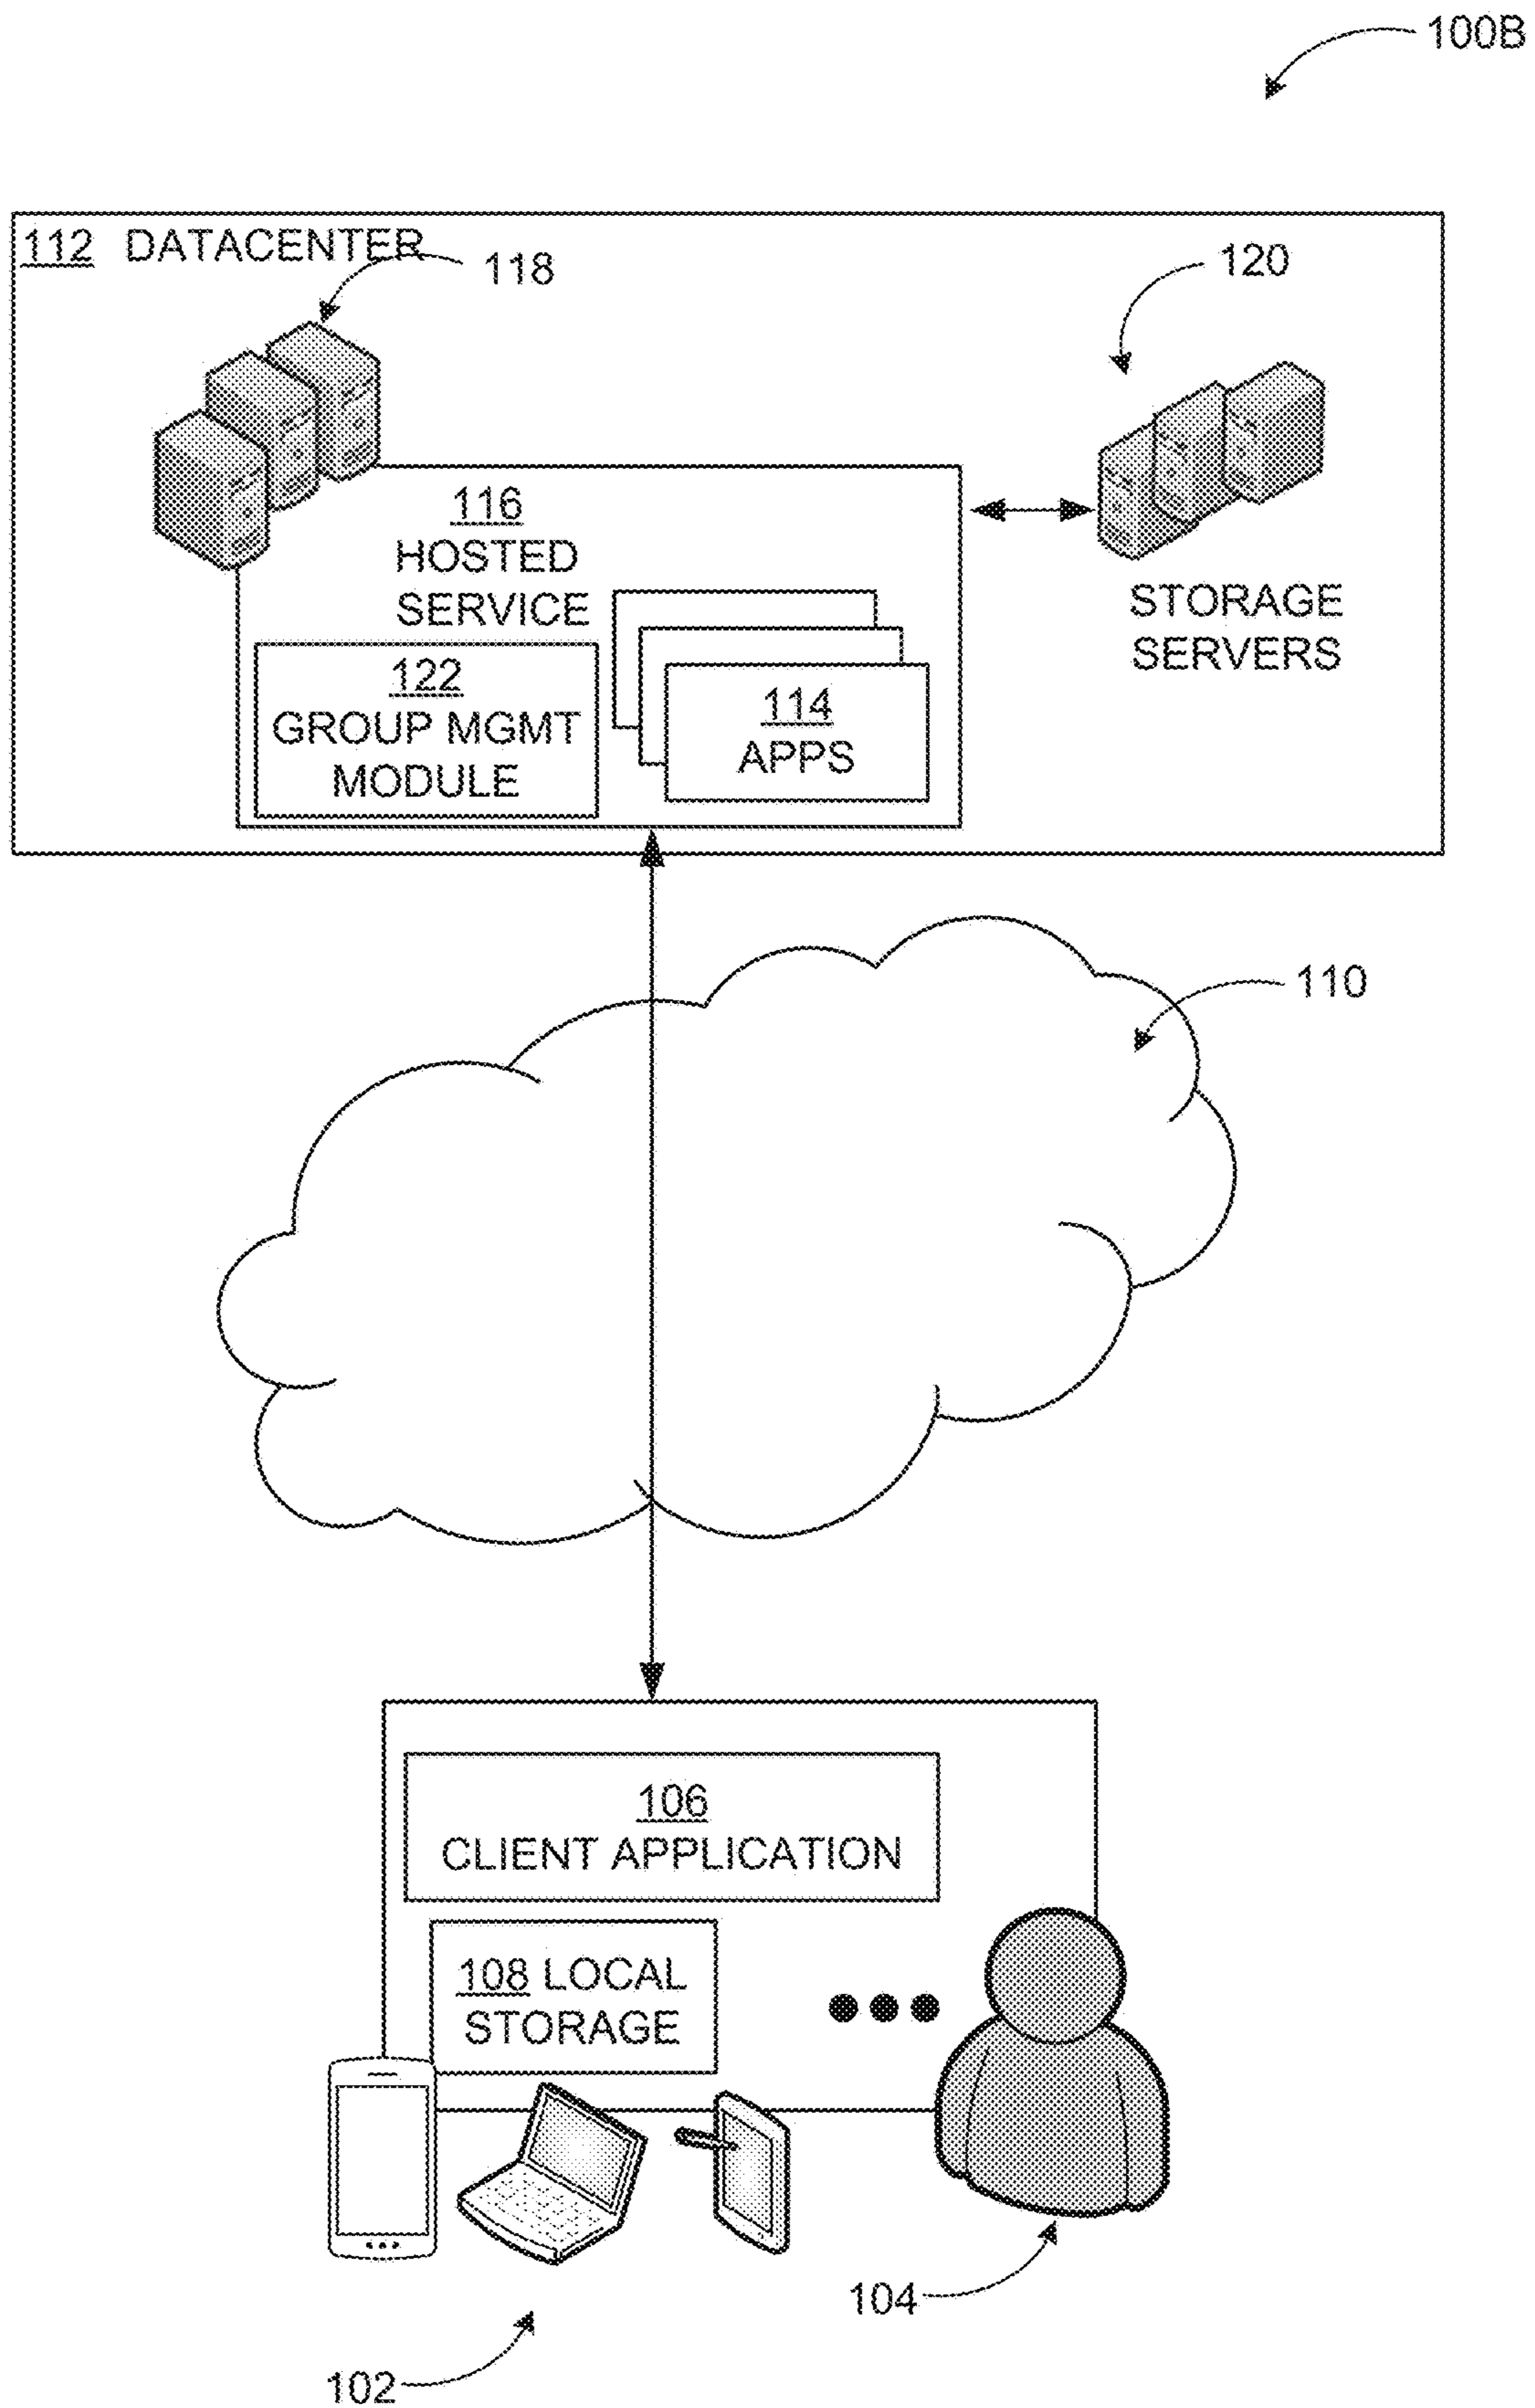 100B
112 DATACENTER
118
120
116
HOSTED
SERVICE
STORAGE
SERVERS
122
GROUP MGMT
MODULE
114
APPS
110
106
CLIENT APPLICATION
108 LOCAL
STORAGE
104
102